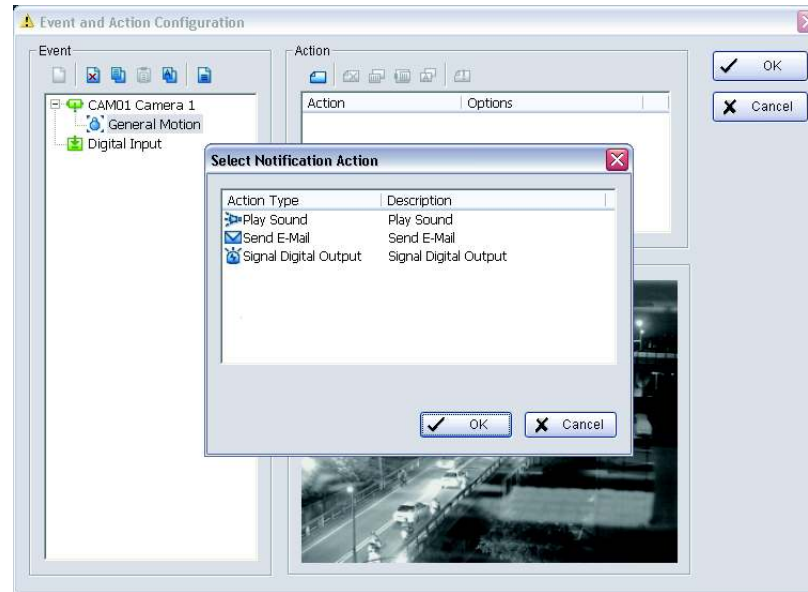 Event and Action Configuration
Event
Action
OK
Cancel
CAM01 Camera 1
General Motion
Digital Input
Action Options
Select Notification Action
Action Type Description
Play Sound Play Sound
Send E-Mail Send E-Mail
Signal Digital Output Signal Digital Output
OK Cancel